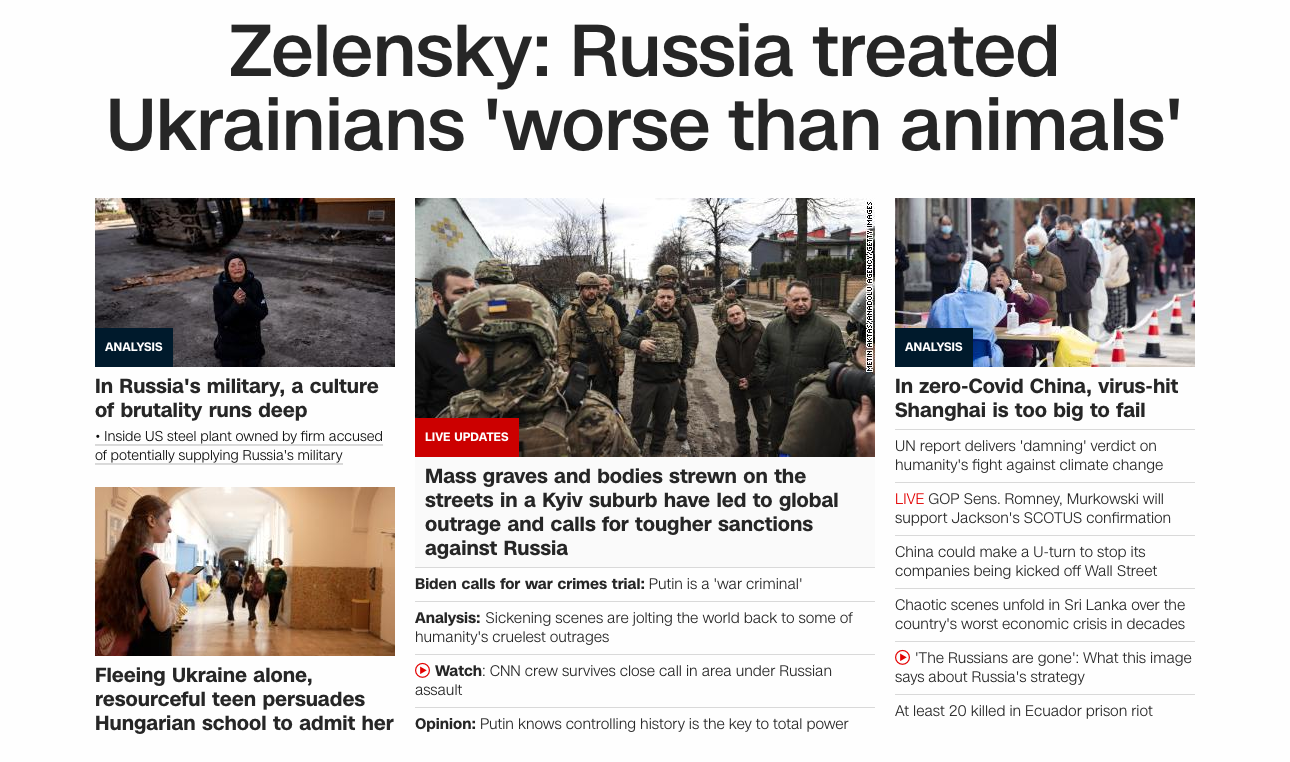 Zelensky: Russia treated
Ukrainians 'worse than animals'
ANALYSIS
In Russia's military, a culture
of brutality runs deep
• Inside US steel plant owned by firm accused
of potentially supplying Russia's military
Fleeing Ukraine alone,
resourceful teen persuades
Hungarian school to admit her
METIN AKTAS/ANADOLU AGENCY/GETTY IMAGES
LIVE UPDATES
Mass graves and bodies strewn on the
streets in a Kyiv suburb have led to global
outrage and calls for tougher sanctions
against Russia
Biden calls for war crimes trial: Putin is a 'war criminal'
Analysis: Sickening scenes are jolting the world back to some of
humanity's cruelest outrages
Watch: CNN crew survives close call in area under Russian
assault
Opinion: Putin knows controlling history is the key to total power
ANALYSIS
In zero-Covid China, virus-hit
Shanghai is too big to fail
UN report delivers 'damning' verdict on
humanity's fight against climate change
LIVE GOP Sens. Romney, Murkowski will
support Jackson's SCOTUS confirmation
China could make a U-turn to stop its
companies being kicked off Wall Street
Chaotic scenes unfold in Sri Lanka over the
country's worst economic crisis in decades
'The Russians are gone': What this image
says about Russia's strategy
At least 20 killed in Ecuador prison riot